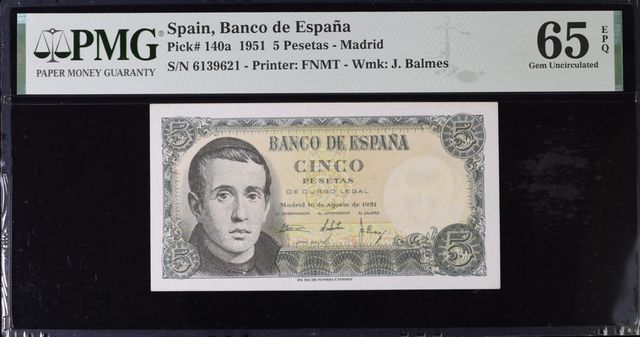 PMG
PAPER MONEY GUARANTY
Spain, Banco de España
Pick# 140a 1951 5 Pesetas - Madrid
S/N 6139621 - Printer: FNMT - Wmk: J. Balmes
65 EPQ
Gem Uncirculated
5 5
BANCO DE ESPAÑA
CINCO
PESETAS
DE CURSO LEGAL
Madrid 16 de Agosto de 1951
EL GOBERNADOR EL INTERVENTOR EL CAJERO
5